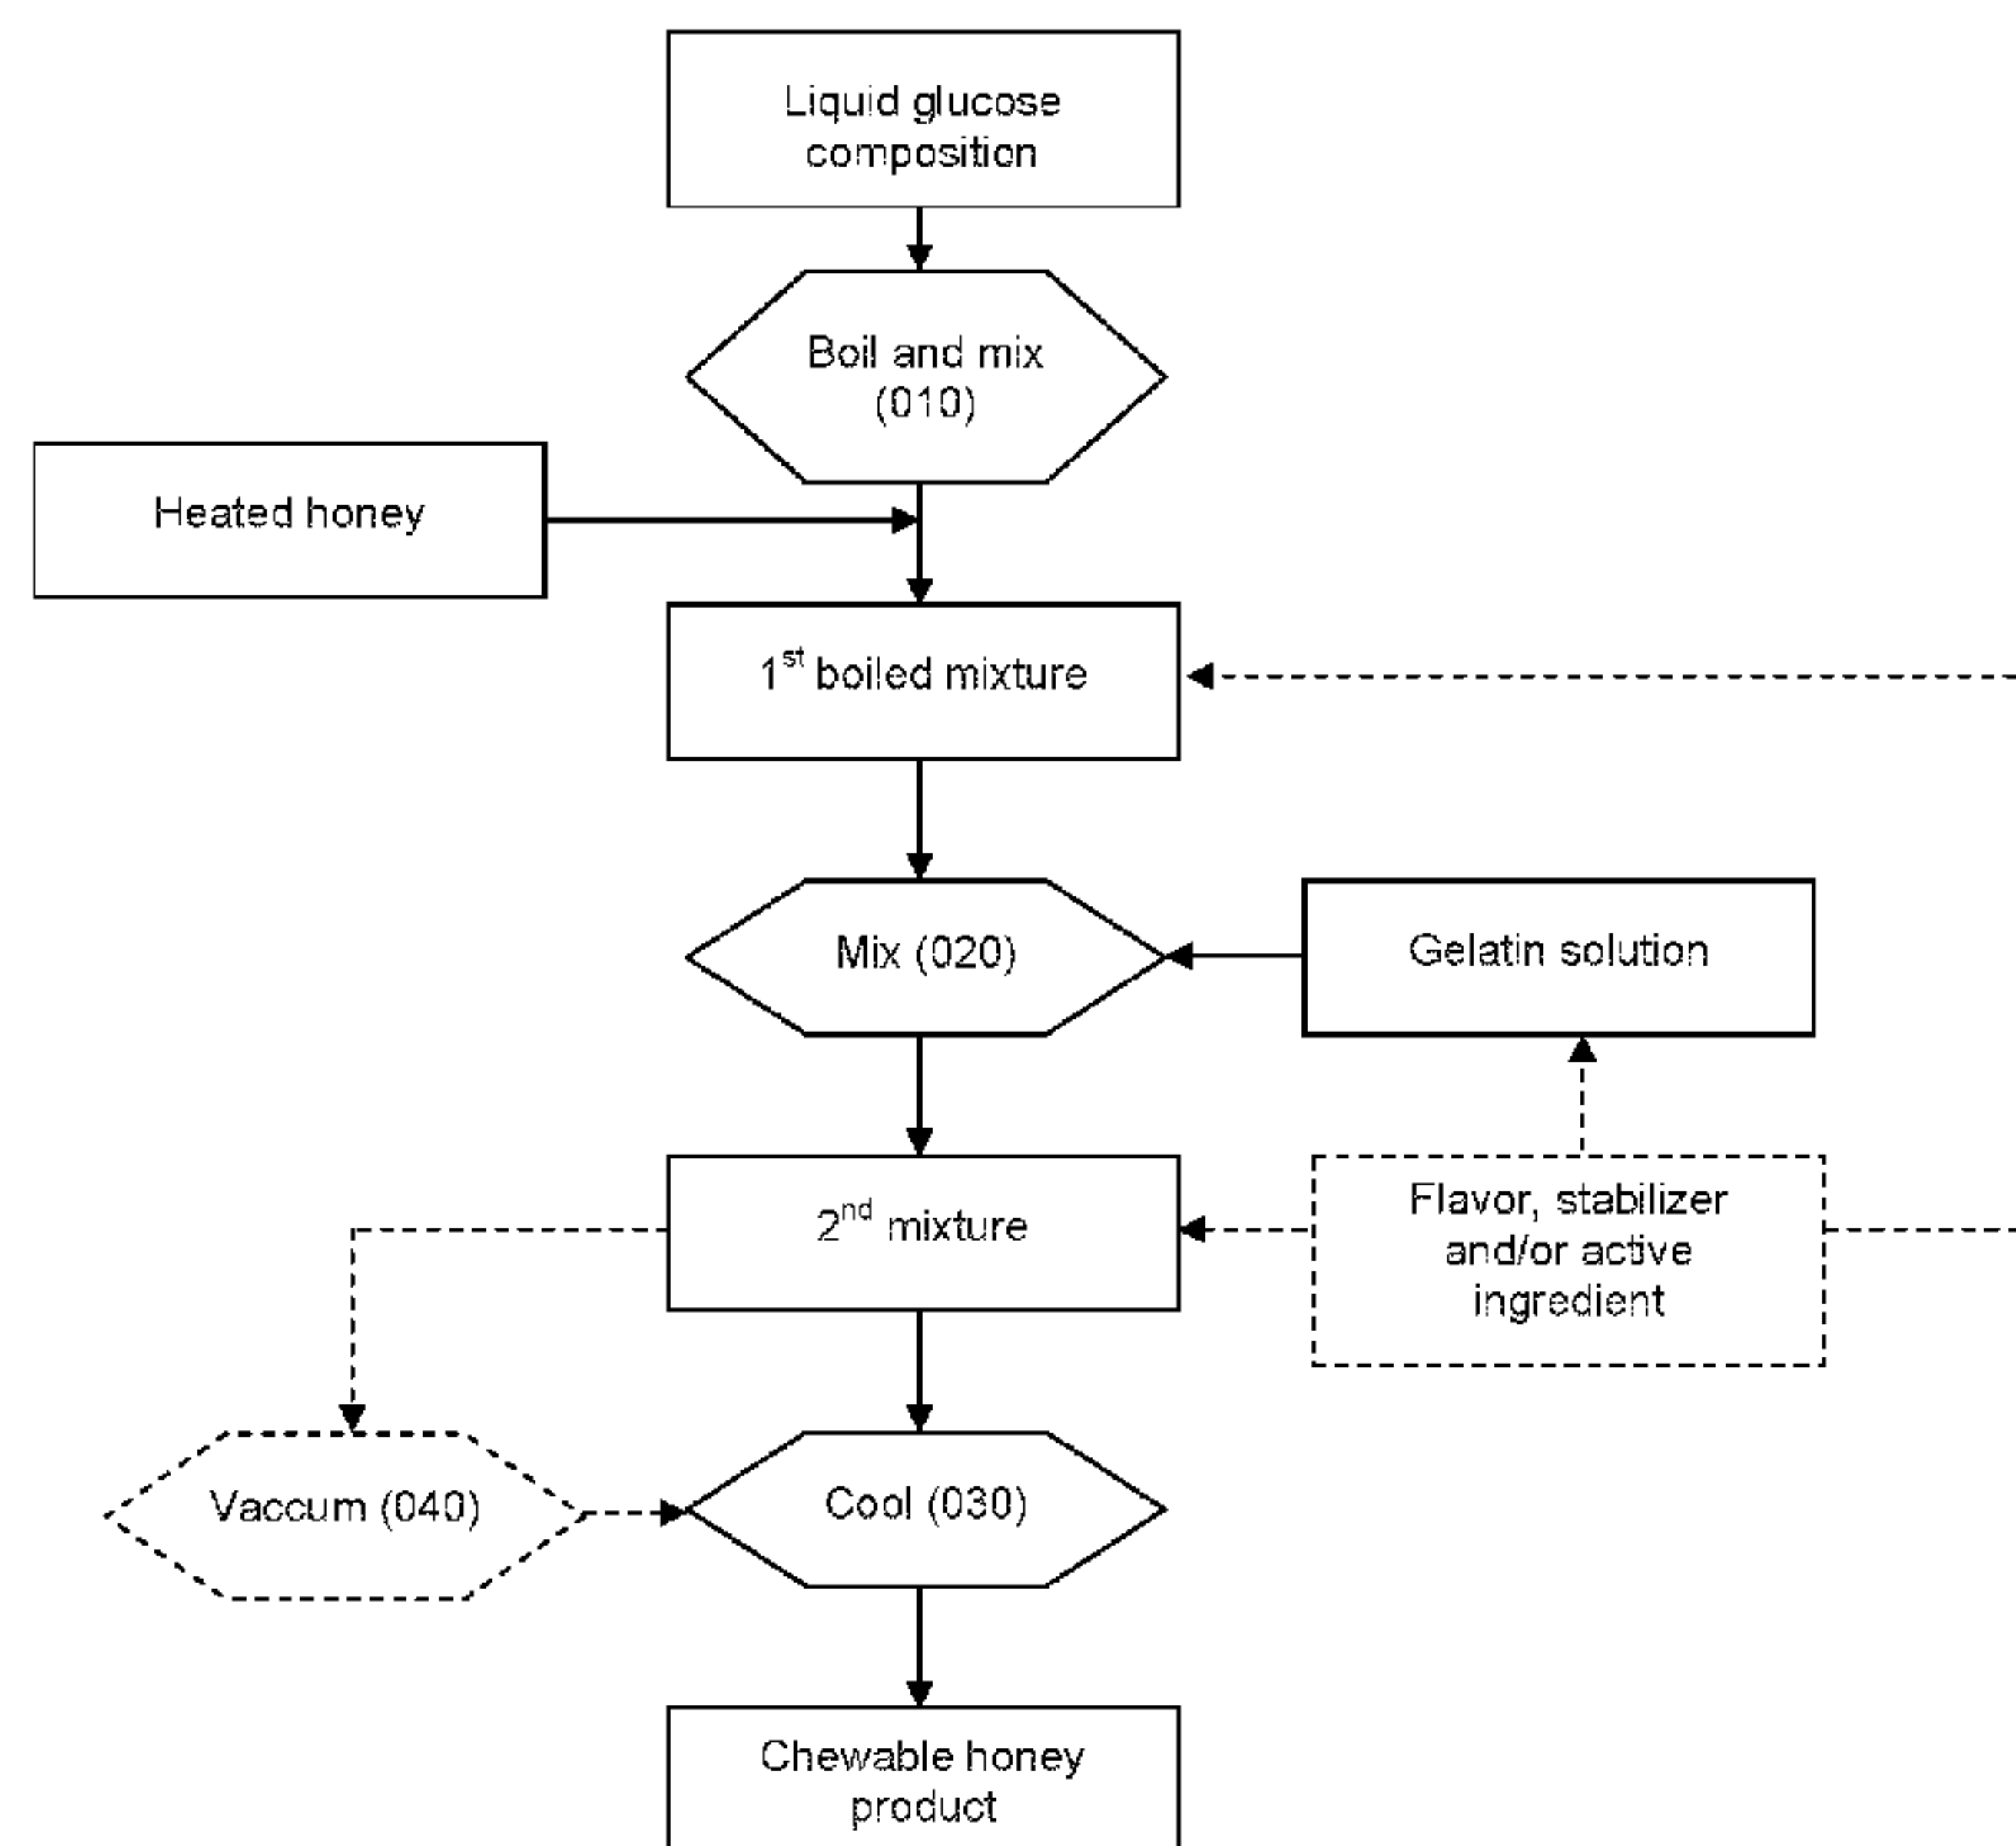 Liquid glucose
composition
Boil and mix
(010)
Heated honey
1st boiled mixture
Mix (020)
Gelatin solution
2nd mixture
Flavor, stabilizer
and/or active
ingredient
Vaccum (040)
Cool (030)
Chewable honey
product